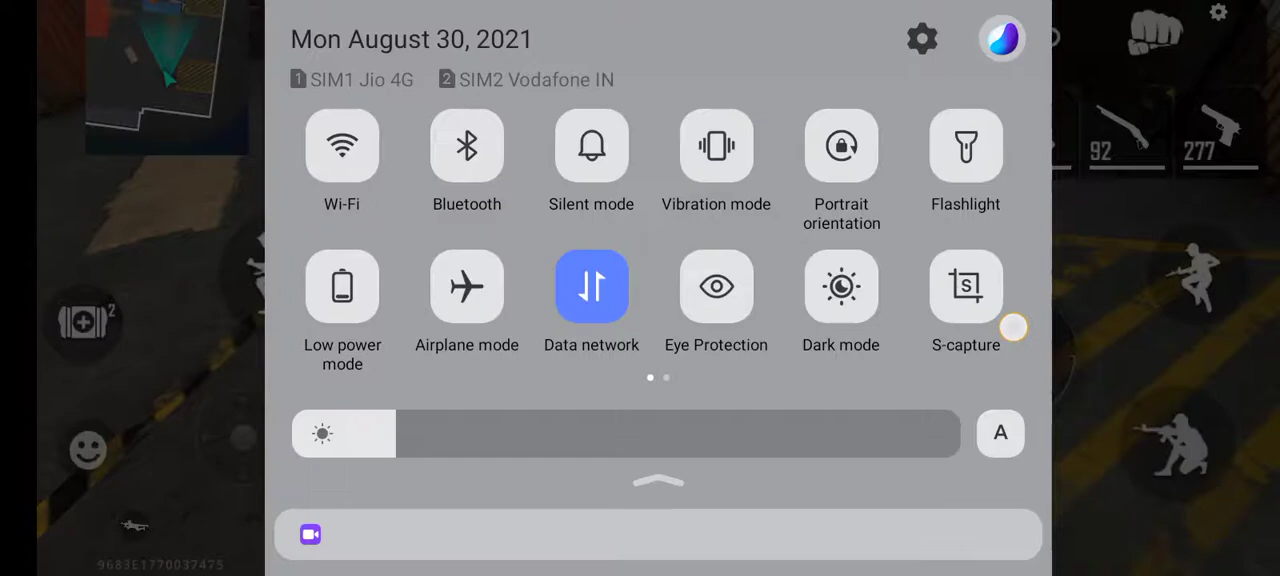 Mon August 30, 2021
1 SIM1 Jio 4G 2 SIM2 Vodafone IN
92
277
Wi-Fi
Bluetooth
Silent mode
Vibration mode
Portrait
orientation
Flashlight
2
S
Low power
mode
Airplane mode
Data network
Eye Protection
Dark mode
S-capture
A
9683E1770037475